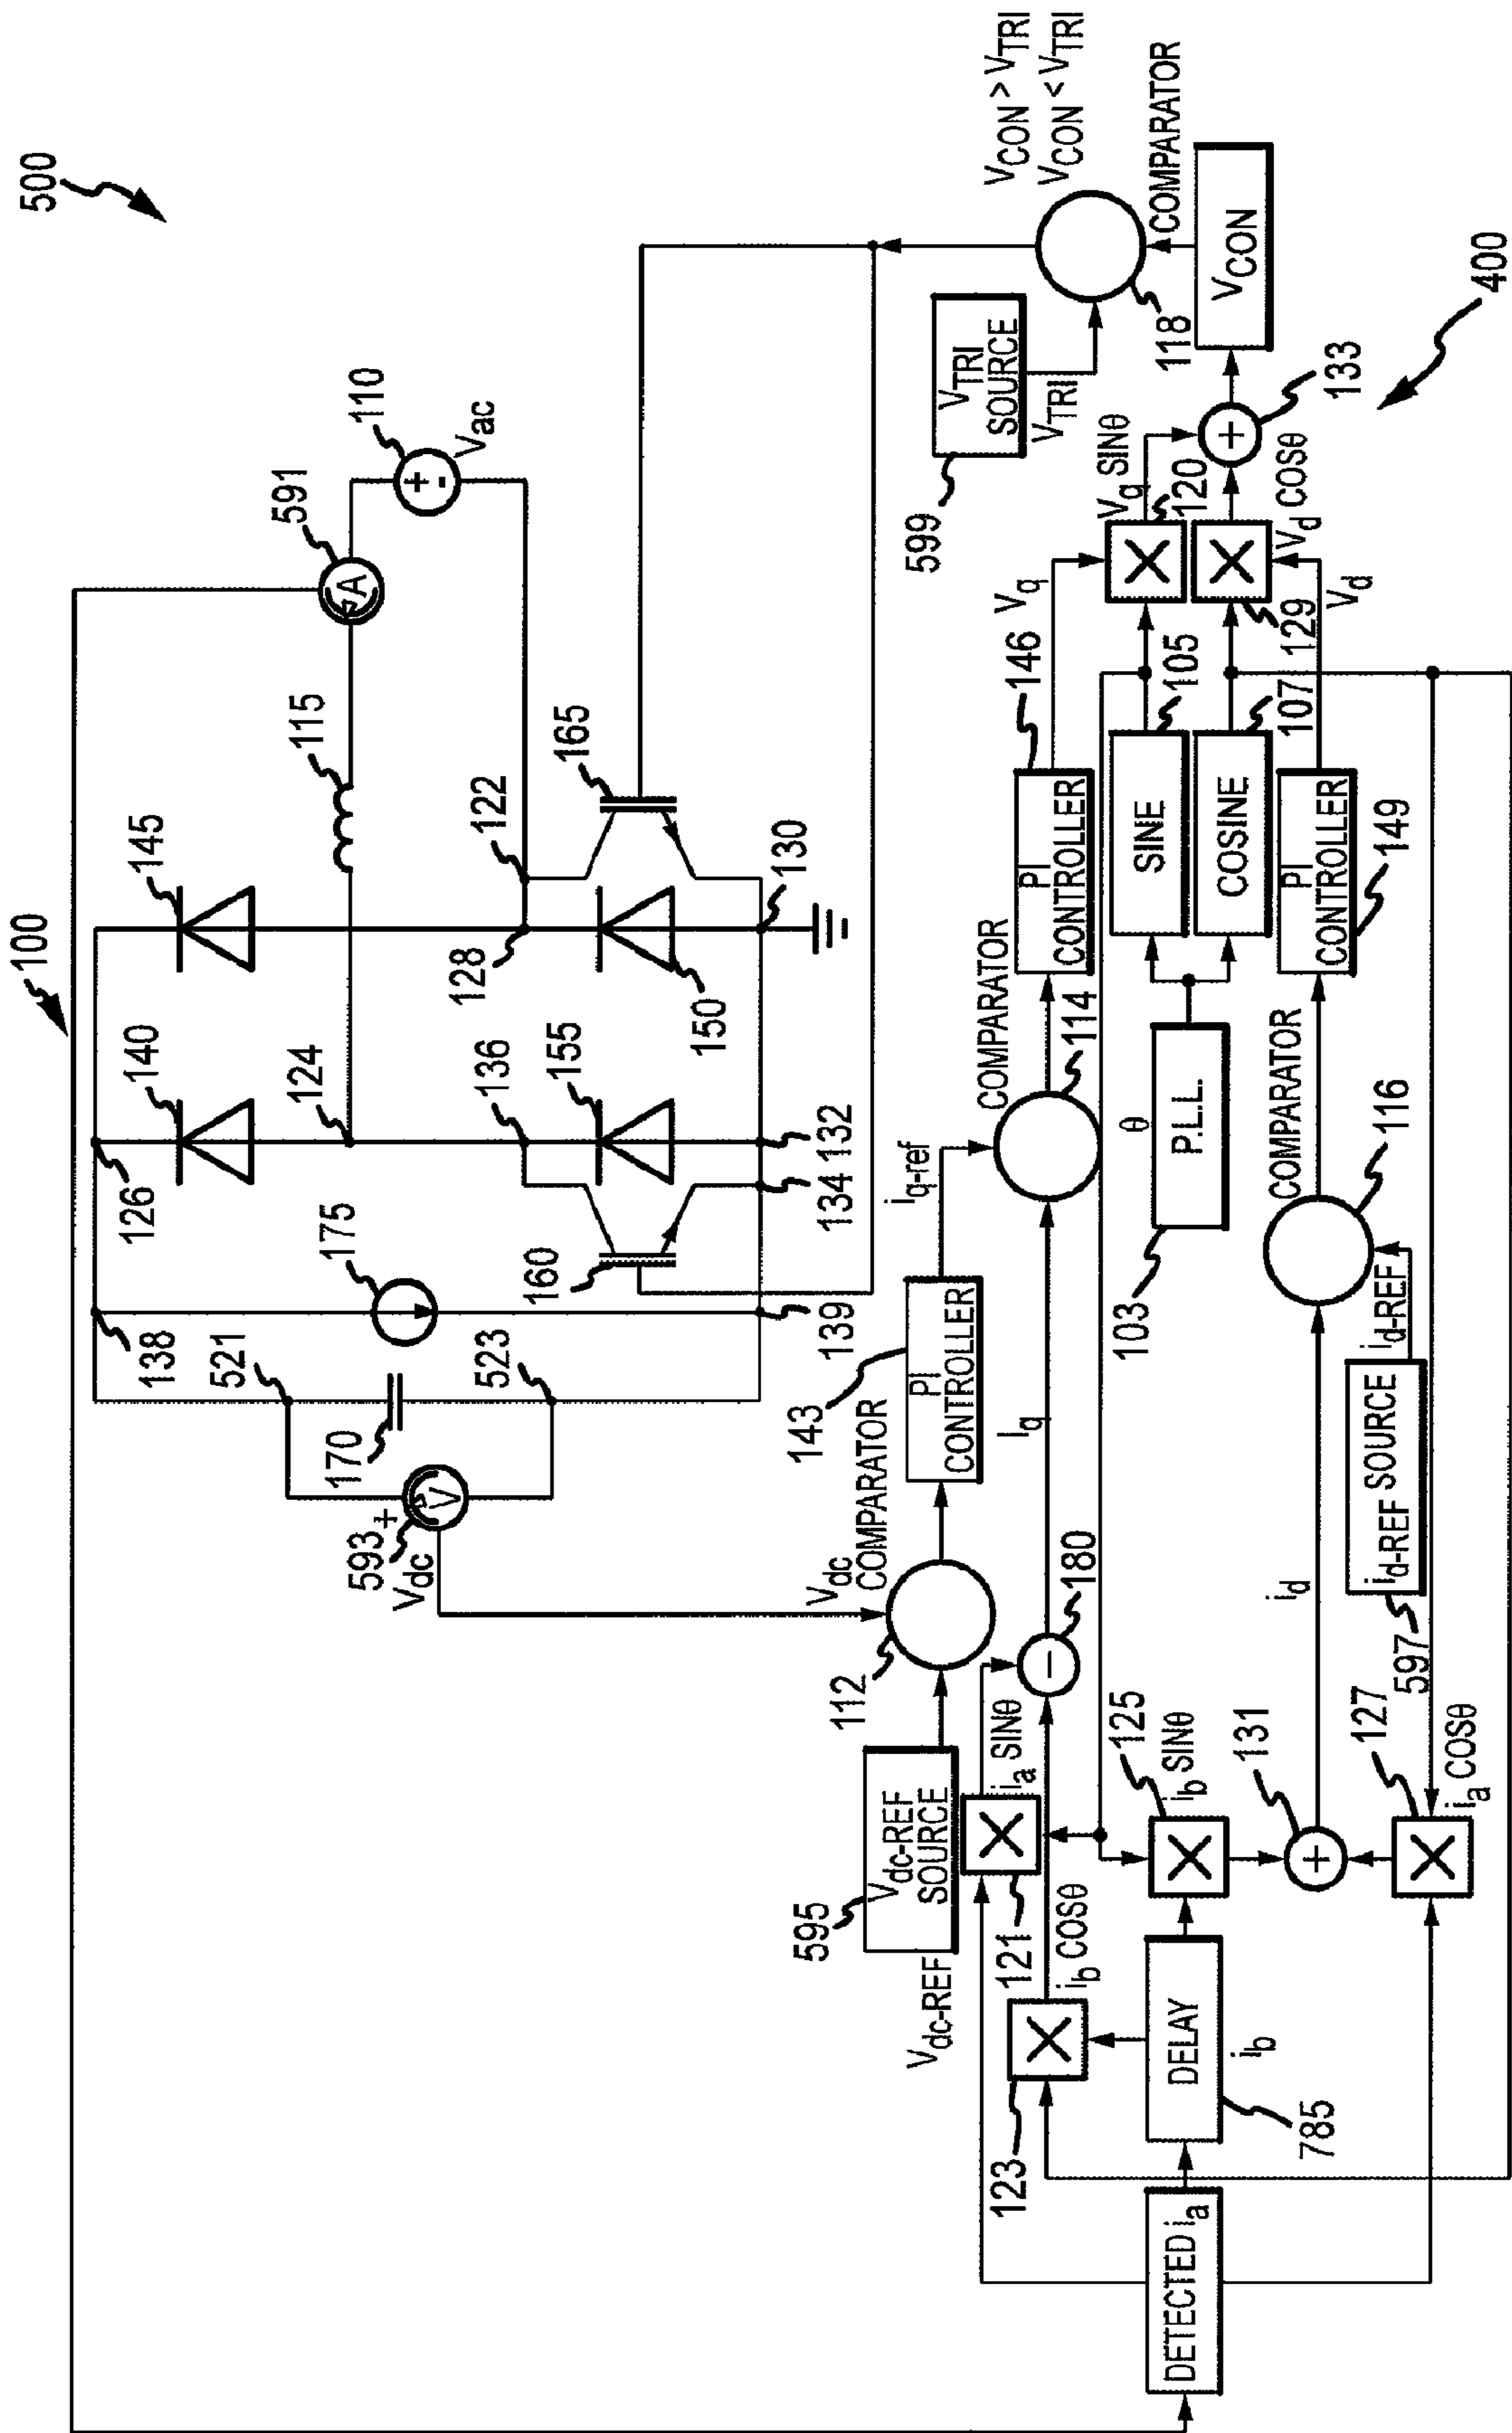 500
100
126
140
145
115
591
110
V_ac
124
138
175
521
170
593
+
V_dc
V
A
+
-
136
155
128
122
165
150
160
134
132
130
139
523
V_dc
COMPARATOR
112
595
V_dc-REF
SOURCE
V_dc-REF
143
PI
CONTROLLER
i_q-ref
COMPARATOR
114
146
PI
CONTROLLER
V_q
V_q SINθ
120
599
V_TRI
SOURCE
V_TRI
118
COMPARATOR
V_CON > V_TRI
V_CON < V_TRI
V_CON
+
133
400
i_a SINθ
121
-
180
I_q
123
i_b COSθ
θ
P.L.L.
103
SINE
105
COSINE
107
129
V_d COSθ
V_d
DETECTED i_a
DELAY
i_b
785
125
i_b SINθ
+
131
i_d
COMPARATOR
116
PI
CONTROLLER
149
127
i_a COSθ
597
i_d-REF SOURCE
i_d-REF